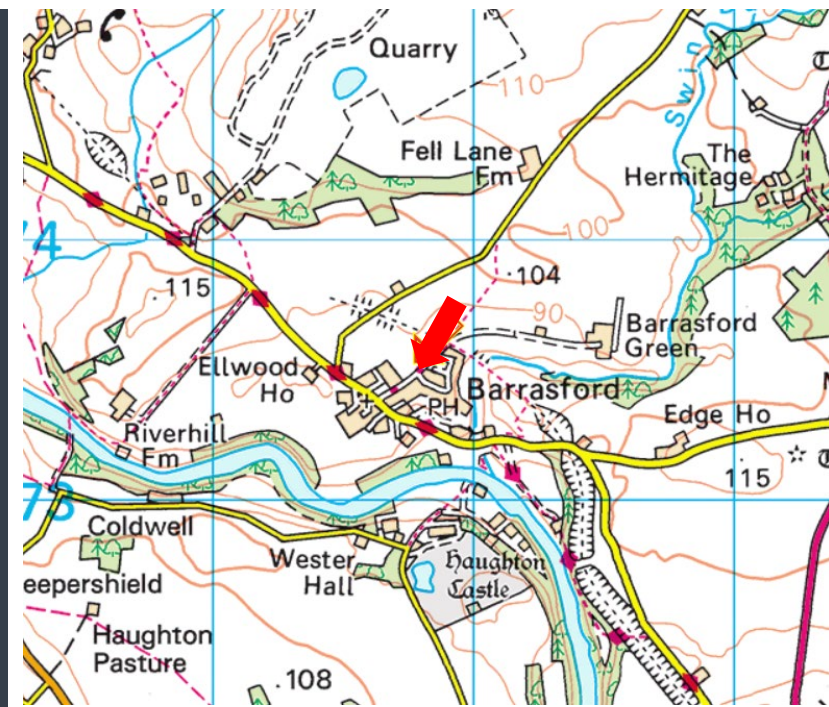 Quarry
110
Swin
Fell Lane
Fm
The
Hermitage
100
74
104
115
90
Barrasford
Green
Ellwood
Ho
Barrasford
PH
Edge Ho
Riverhill
Fm
115
73
Coldwell
Wester
Hall
Haughton
Castle
eepershield
Haughton
Pasture
108